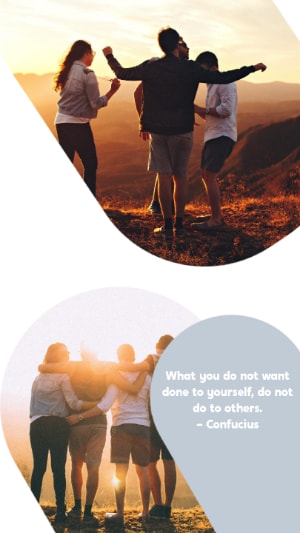 What you do not want
done to yourself, do not
do to others.
– Confucius